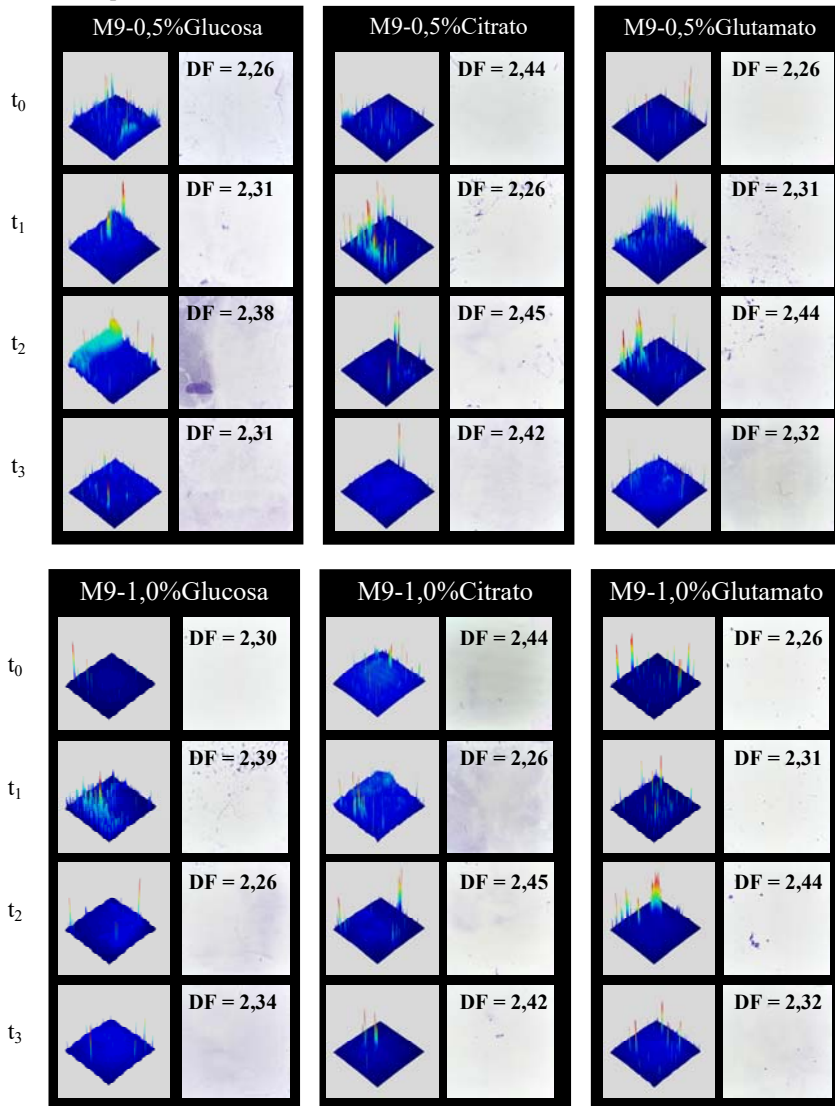 M9-0,5%Glucosa M9-0,5%Citrato M9-0,5%Glutamato
t0 DF = 2,26 DF = 2,44 DF = 2,26
t1 DF = 2,31 DF = 2,26 DF = 2,31
t2 DF = 2,38 DF = 2,45 DF = 2,44
t3 DF = 2,31 DF = 2,42 DF = 2,32
M9-1,0%Glucosa M9-1,0%Citrato M9-1,0%Glutamato
t0 DF = 2,30 DF = 2,44 DF = 2,26
t1 DF = 2,39 DF = 2,26 DF = 2,31
t2 DF = 2,26 DF = 2,45 DF = 2,44
t3 DF = 2,34 DF = 2,42 DF = 2,32